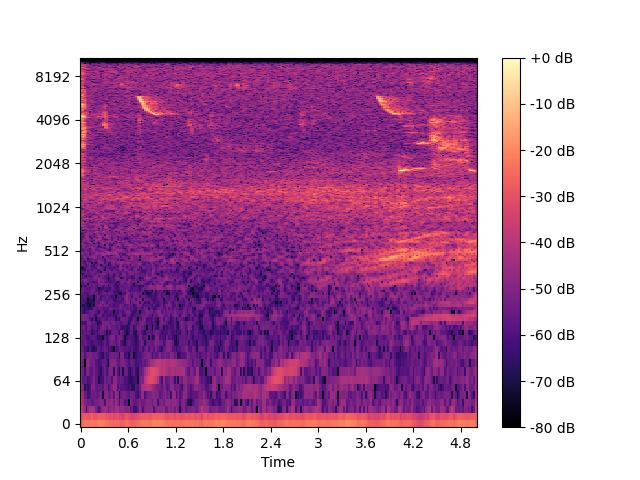 +0 dB
8192
-10 dB
4096
-20 dB
2048
-30 dB
1024
-40 dB
Hz
512
-50 dB
256
-60 dB
128
-70 dB
64
0
-80 dB
0 0.6 1.2 1.8 2.4 3 3.6 4.2 4.8
Time